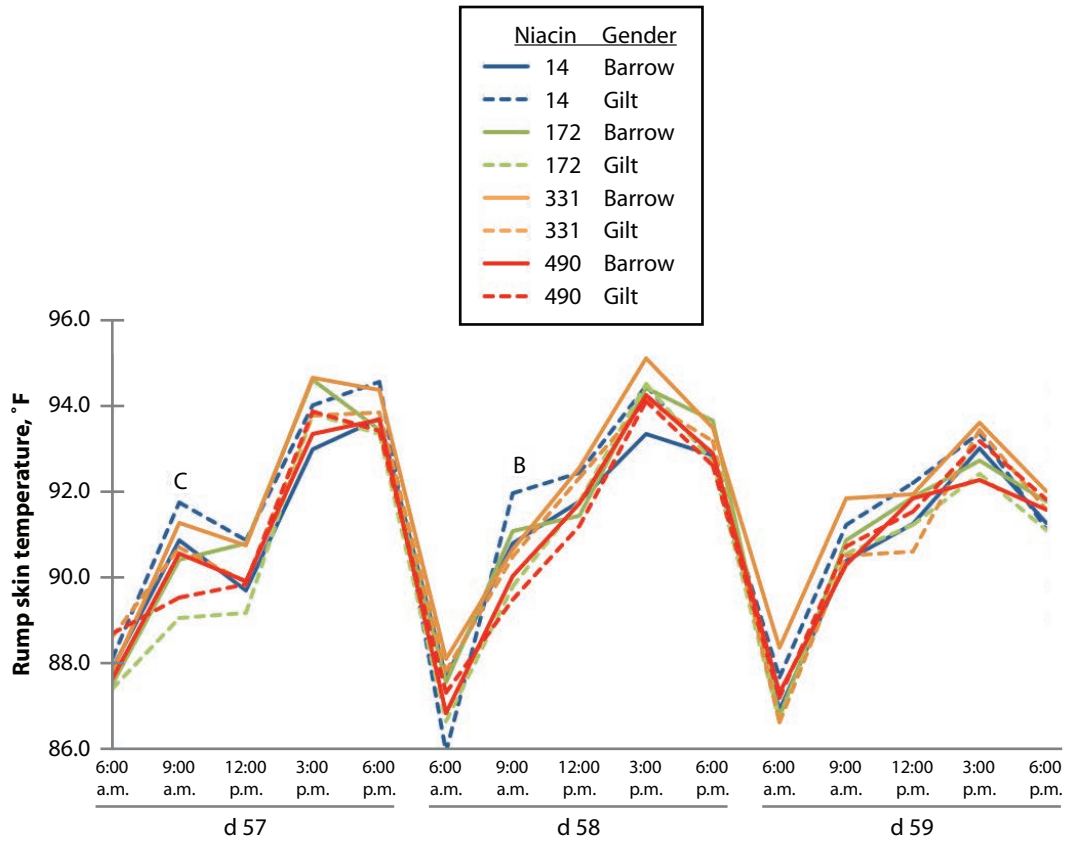 Niacin Gender
14 Barrow
14 Gilt
172 Barrow
172 Gilt
331 Barrow
331 Gilt
490 Barrow
490 Gilt
Rump skin temperature, ˚F
96.0
94.0
92.0
90.0
88.0
86.0
C
B
6:00 9:00 12:00 3:00 6:00 6:00 9:00 12:00 3:00 6:00 6:00 9:00 12:00 3:00 6:00
a.m. a.m. p.m. p.m. p.m. a.m. a.m. p.m. p.m. p.m. a.m. a.m. p.m. p.m. p.m.
d 57 d 58 d 59